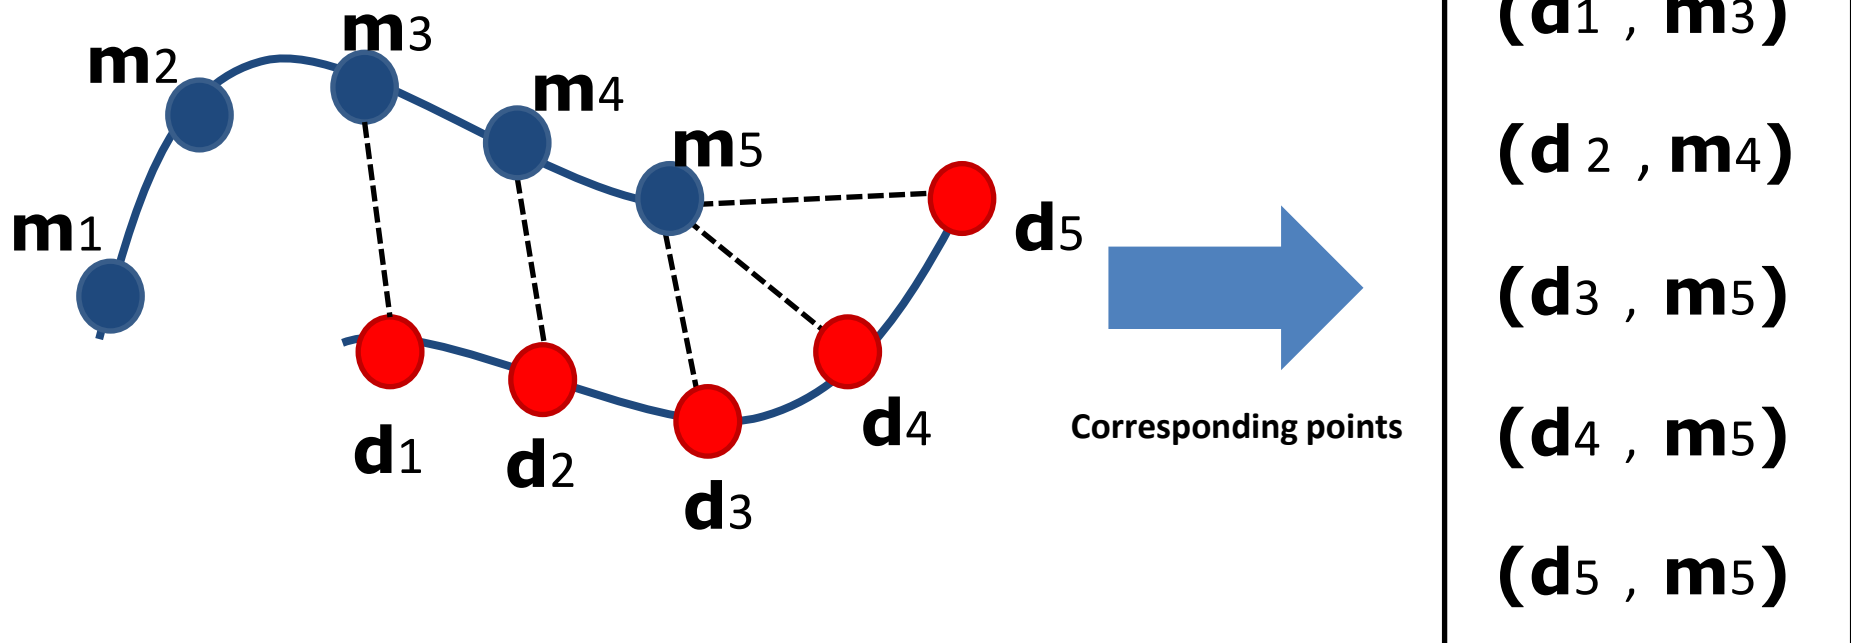 m3
m2
m4
m5
m1
d5
d4
d1
d2
d3
Corresponding points
(d1 , m3)
(d 2 , m4)
(d3 , m5)
(d4 , m5)
(d5 , m5)